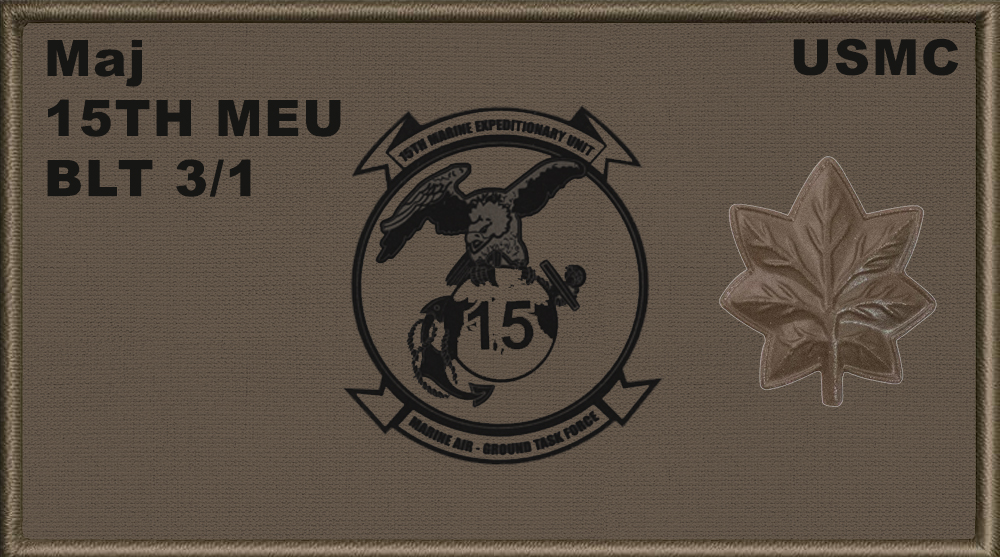 Maj
USMC
15TH MEU
BLT 3/1
15TH MARINE EXPEDITIONARY UNIT
15
MARINE AIR - GROUND TASK FORCE